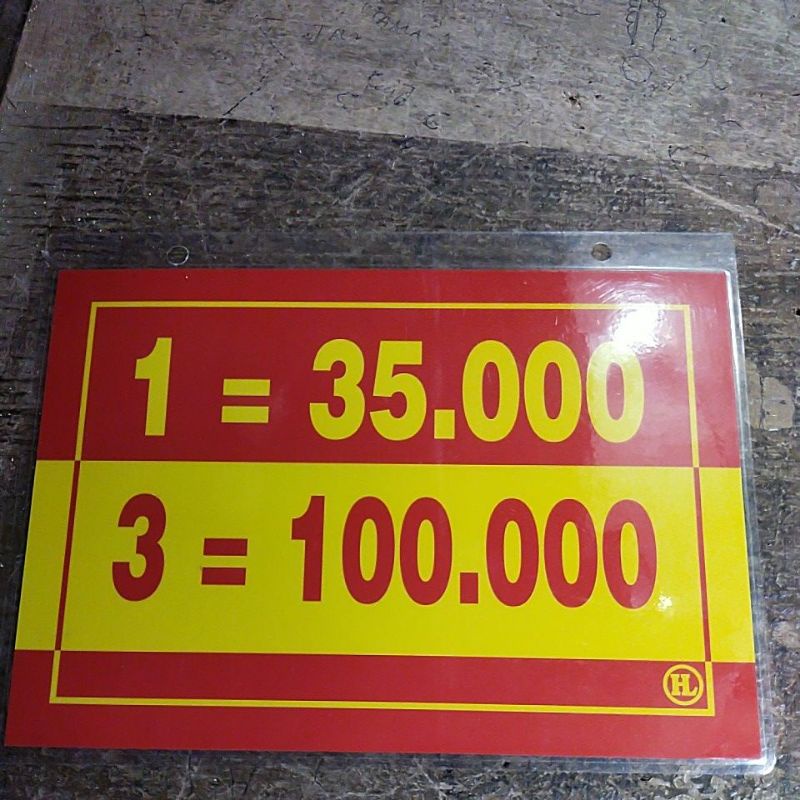 1 = 35.000
3 = 100.000
HL